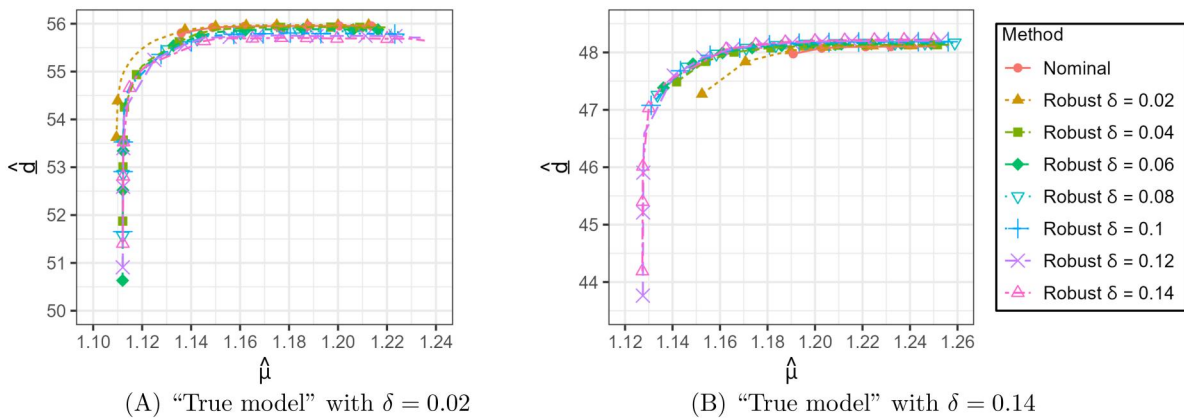 56
55
54
53
52
51
50
d̲̂
1.10
1.12
1.14
1.16
1.18
1.20
1.22
1.24
μ̂
(A) “True model” with δ = 0.02
48
47
46
45
44
d̲̂
1.12
1.14
1.16
1.18
1.20
1.22
1.24
1.26
μ̂
(B) “True model” with δ = 0.14
Method
Nominal
Robust δ = 0.02
Robust δ = 0.04
Robust δ = 0.06
Robust δ = 0.08
Robust δ = 0.1
Robust δ = 0.12
Robust δ = 0.14